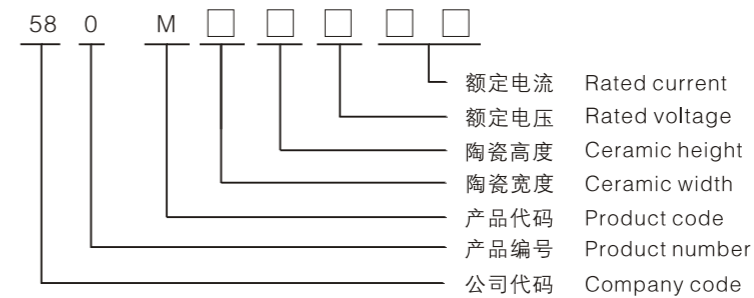 58 0 M □ □ □ □ □
额定电流 Rated current
额定电压 Rated voltage
陶瓷高度 Ceramic height
陶瓷宽度 Ceramic width
产品代码 Product code
产品编号 Product number
公司代码 Company code